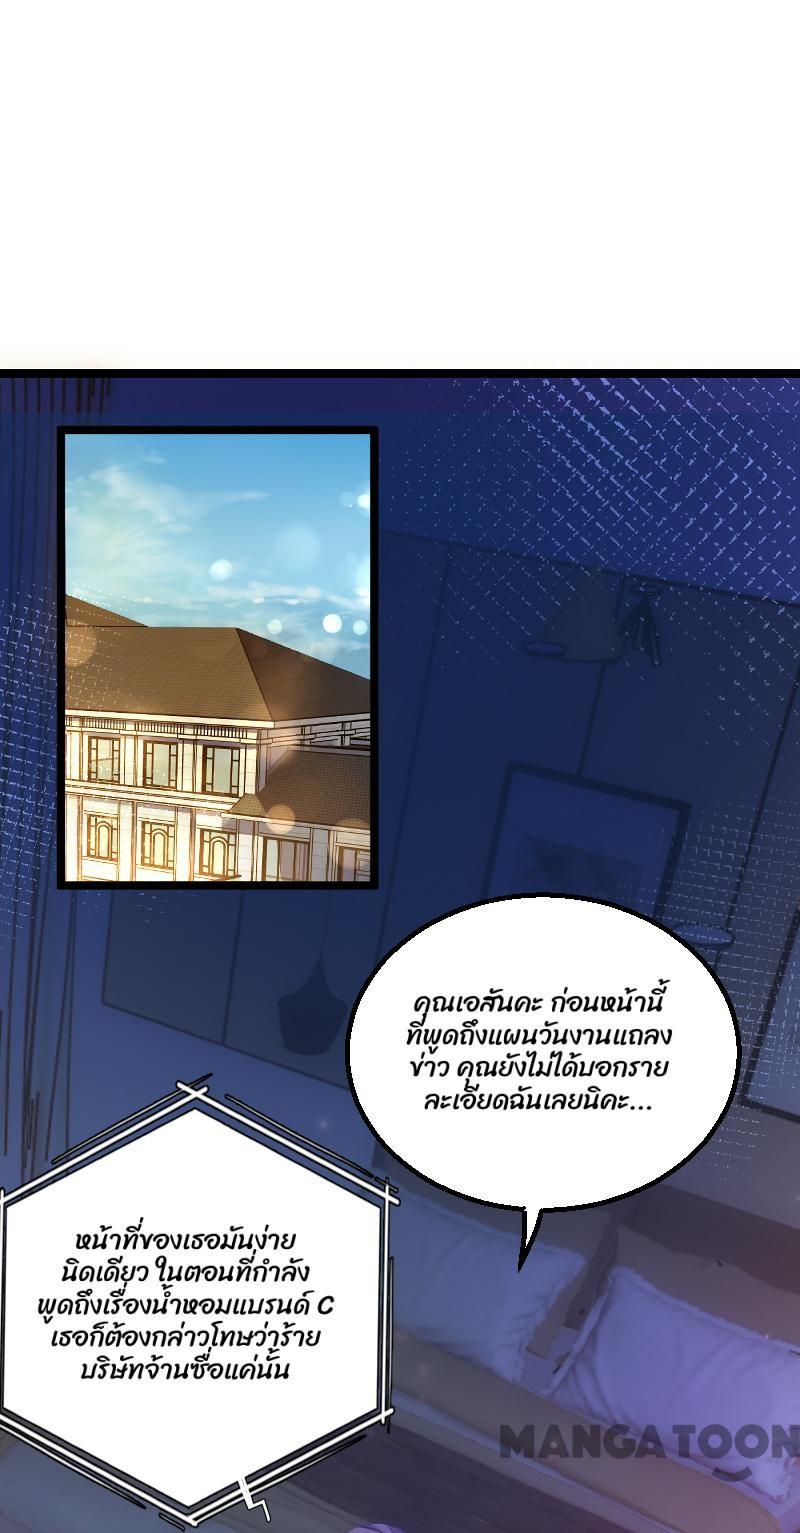 คุณเอสันคะ ก่อนหน้านี้
ที่พูดถึงแผนวันงานแถลง
ข่าว คุณยังไม่ได้บอกราย
ละเอียดฉันเลยนิคะ...
หน้าที่ของเธอมันง่าย
นิดเดียว ในตอนที่กำลัง
พูดถึงเรื่องน้ำหอมแบรนด์ C
เธอก็ต้องกล่าวโทษว่าร้าย
บริษัทจ้านซื่อแค่นั้น
MANGATOON